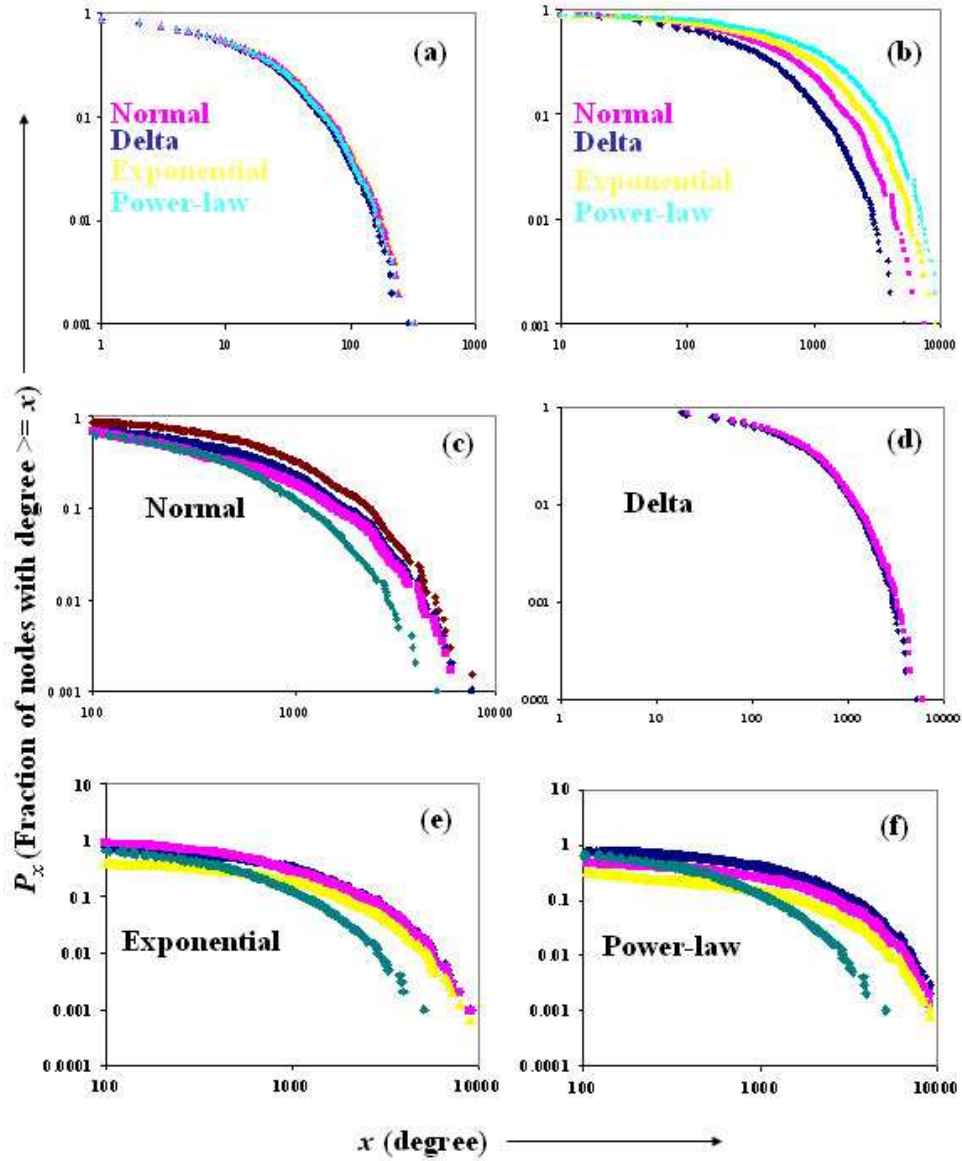 P_x (Fraction of nodes with degree >= x)
1
0.1
0.01
0.001
1
10
100
1000
(a)
Normal
Delta
Exponential
Power-law
1
0.1
0.01
0.001
10
100
1000
10000
(b)
Normal
Delta
Exponential
Power-law
1
0.1
0.01
0.001
100
1000
10000
(c)
Normal
1
0.1
0.01
0.001
1
10
100
1000
10000
(d)
Delta
10
1
0.1
0.01
0.001
0.0001
100
1000
10000
(e)
Exponential
10
1
0.1
0.01
0.001
0.0001
100
1000
10000
(f)
Power-law
x (degree)